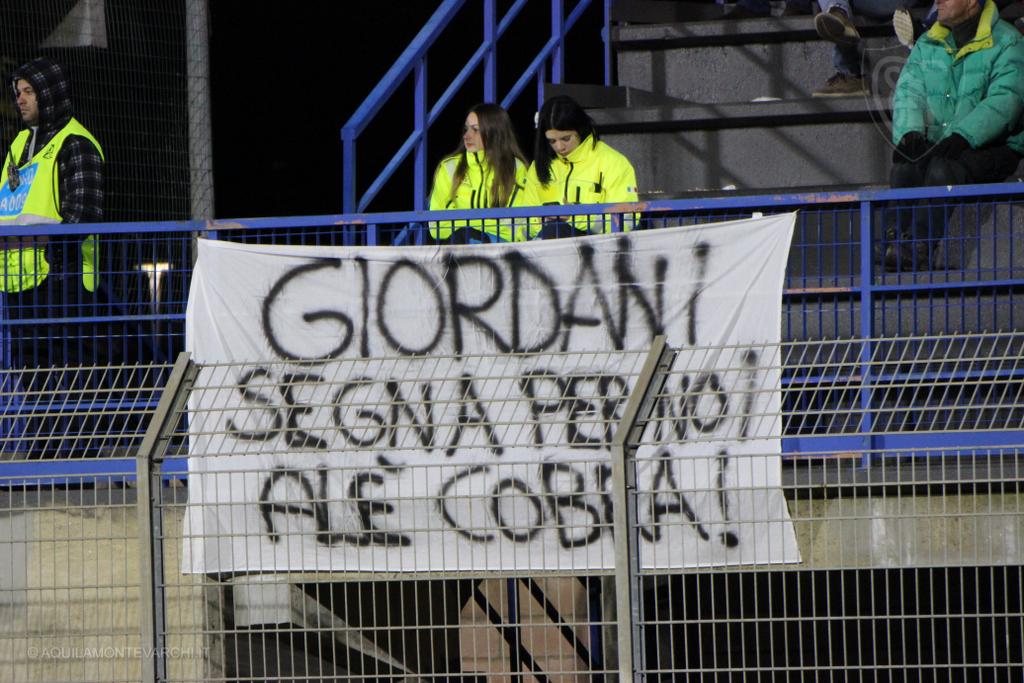 GIORDANI
SEGNA PER NOI
ALÈ COBRA!
© AQUILAMONTEVARCHI.IT